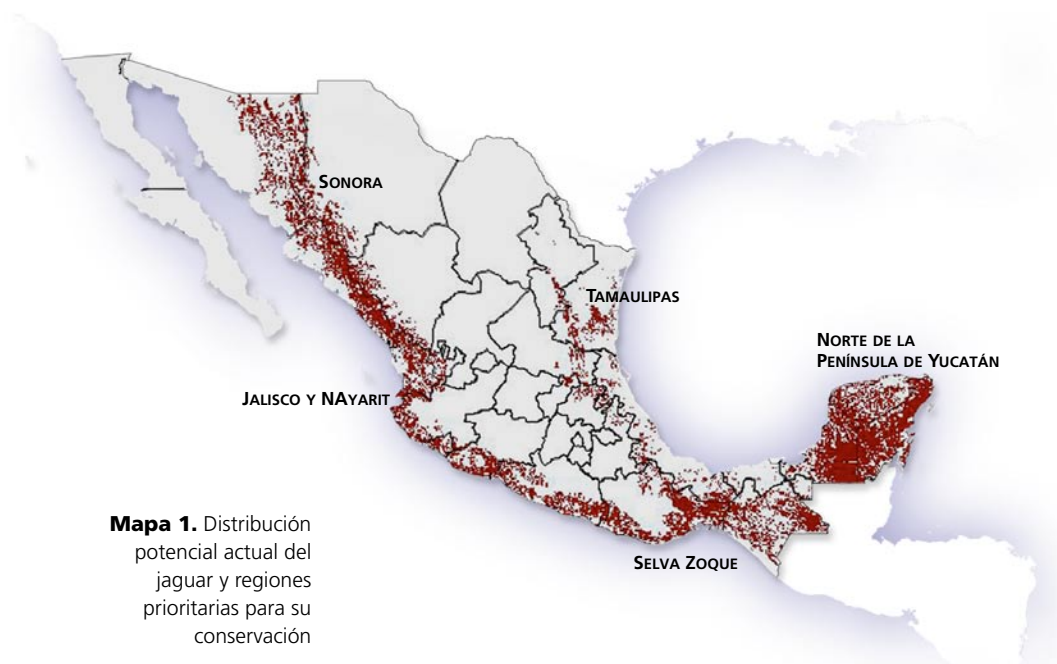 SONORA
TAMAULIPAS
NORTE DE LA
PENÍNSULA DE YUCATÁN
JALISCO Y NAYARIT
Mapa 1. Distribución
potencial actual del
jaguar y regiones
prioritarias para su
conservación
SELVA ZOQUE